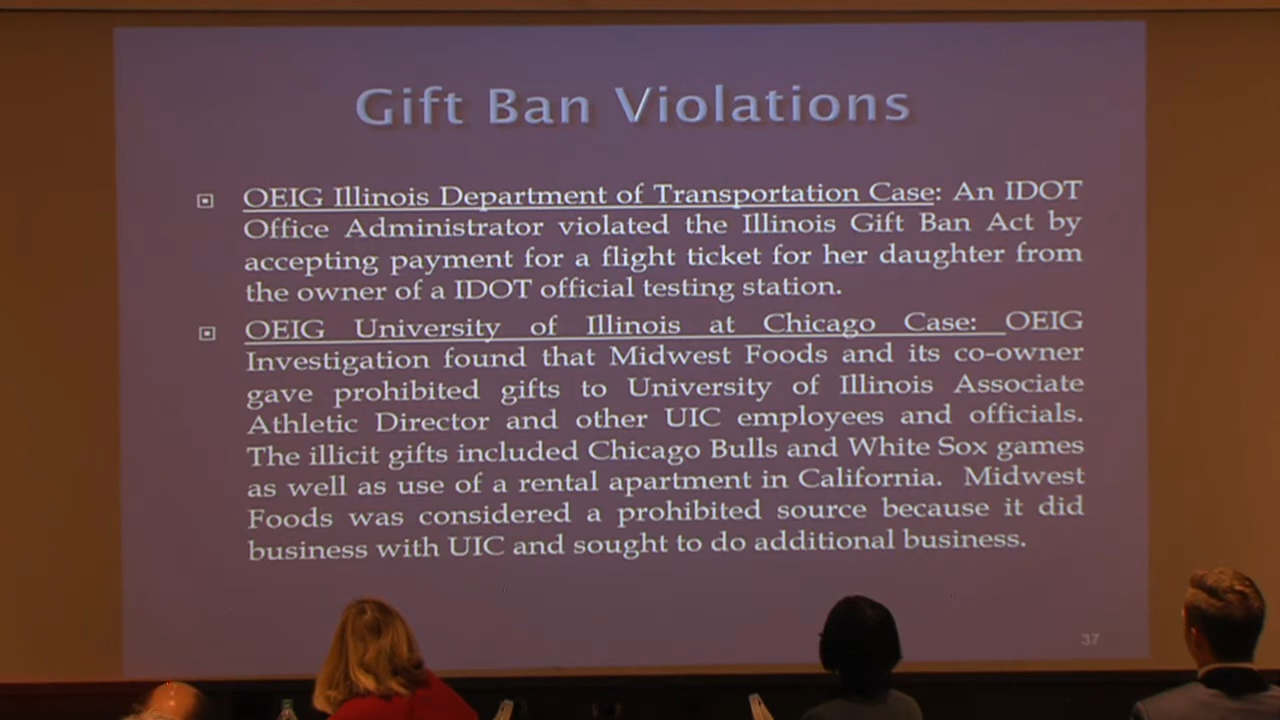 Gift Ban Violations
OEIG Illinois Department of Transportation Case: An IDOT
Office Administrator violated the Illinois Gift Ban Act by
accepting payment for a flight ticket for her daughter from
the owner of a IDOT official testing station.
OEIG University of Illinois at Chicago Case: OEIG
Investigation found that Midwest Foods and its co-owner
gave prohibited gifts to University of Illinois Associate
Athletic Director and other UIC employees and officials.
The illicit gifts included Chicago Bulls and White Sox games
as well as use of a rental apartment in California. Midwest
Foods was considered a prohibited source because it did
business with UIC and sought to do additional business.
37